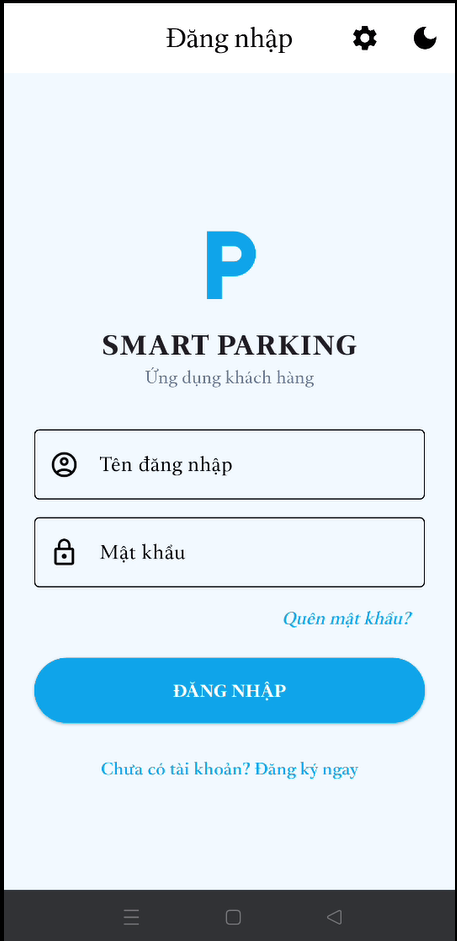 Đăng nhập
P
SMART PARKING
Ứng dụng khách hàng
Tên đăng nhập
Mật khẩu
Quên mật khẩu?
ĐĂNG NHẬP
Chưa có tài khoản? Đăng ký ngay